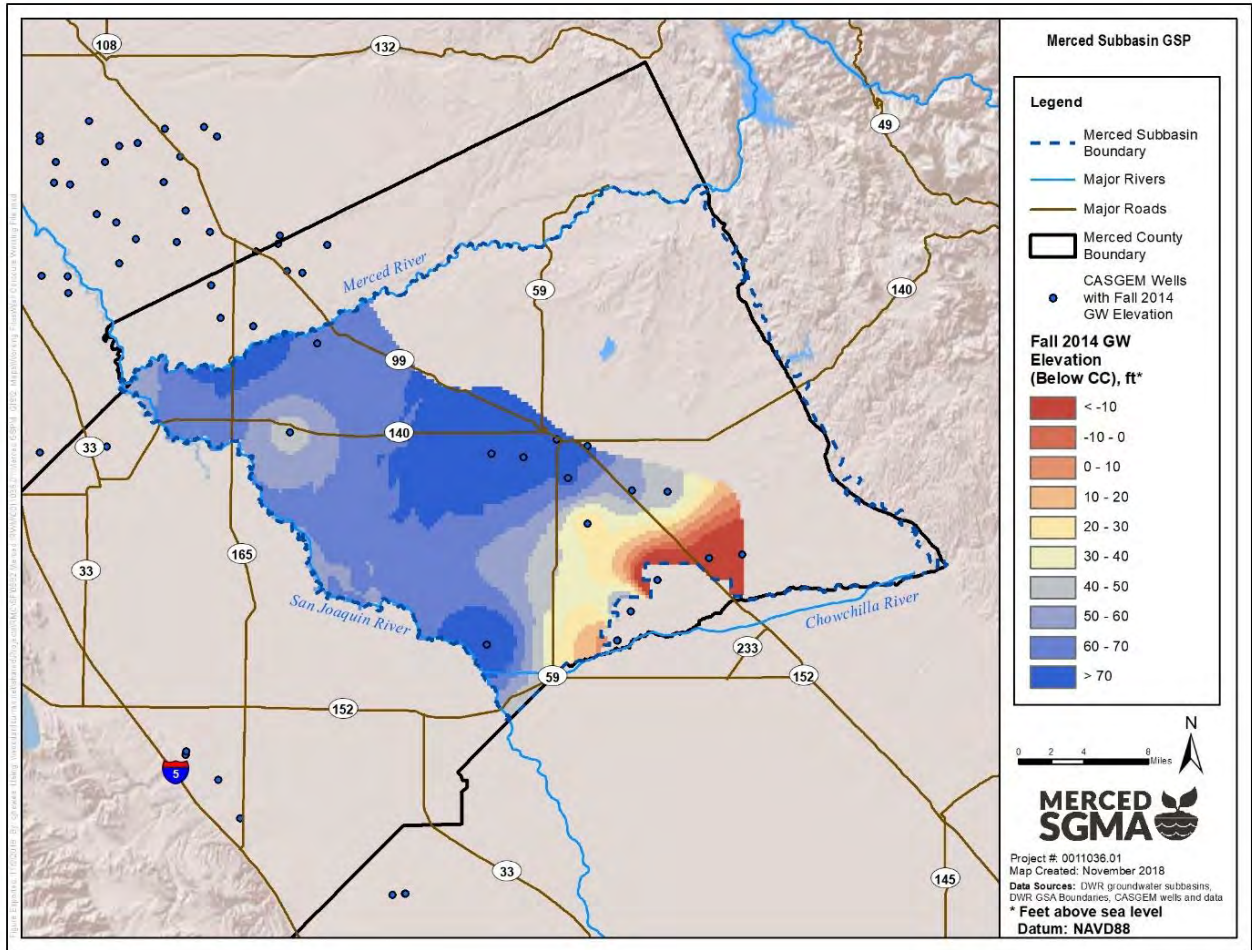 Merced Subbasin GSP
Legend
Merced Subbasin
Boundary
Major Rivers
Major Roads
Merced County
Boundary
CASGEM Wells
with Fall 2014
GW Elevation
Fall 2014 GW
Elevation
(Below CC), ft*
< -10
-10 - 0
0 - 10
10 - 20
20 - 30
30 - 40
40 - 50
50 - 60
60 - 70
> 70
N
0 2 4 8
Miles
MERCED
SGMA
Project #: 0011036.01
Map Created: November 2018
Data Sources: DWR groundwater subbasins,
DWR GSA Boundaries, CASGEM wells and data
* Feet above sea level
Datum: NAVD88
108
132
49
Merced River
59
140
99
140
33
165
33
San Joaquin River
Chowchilla River
233
59
152
152
5
33
145